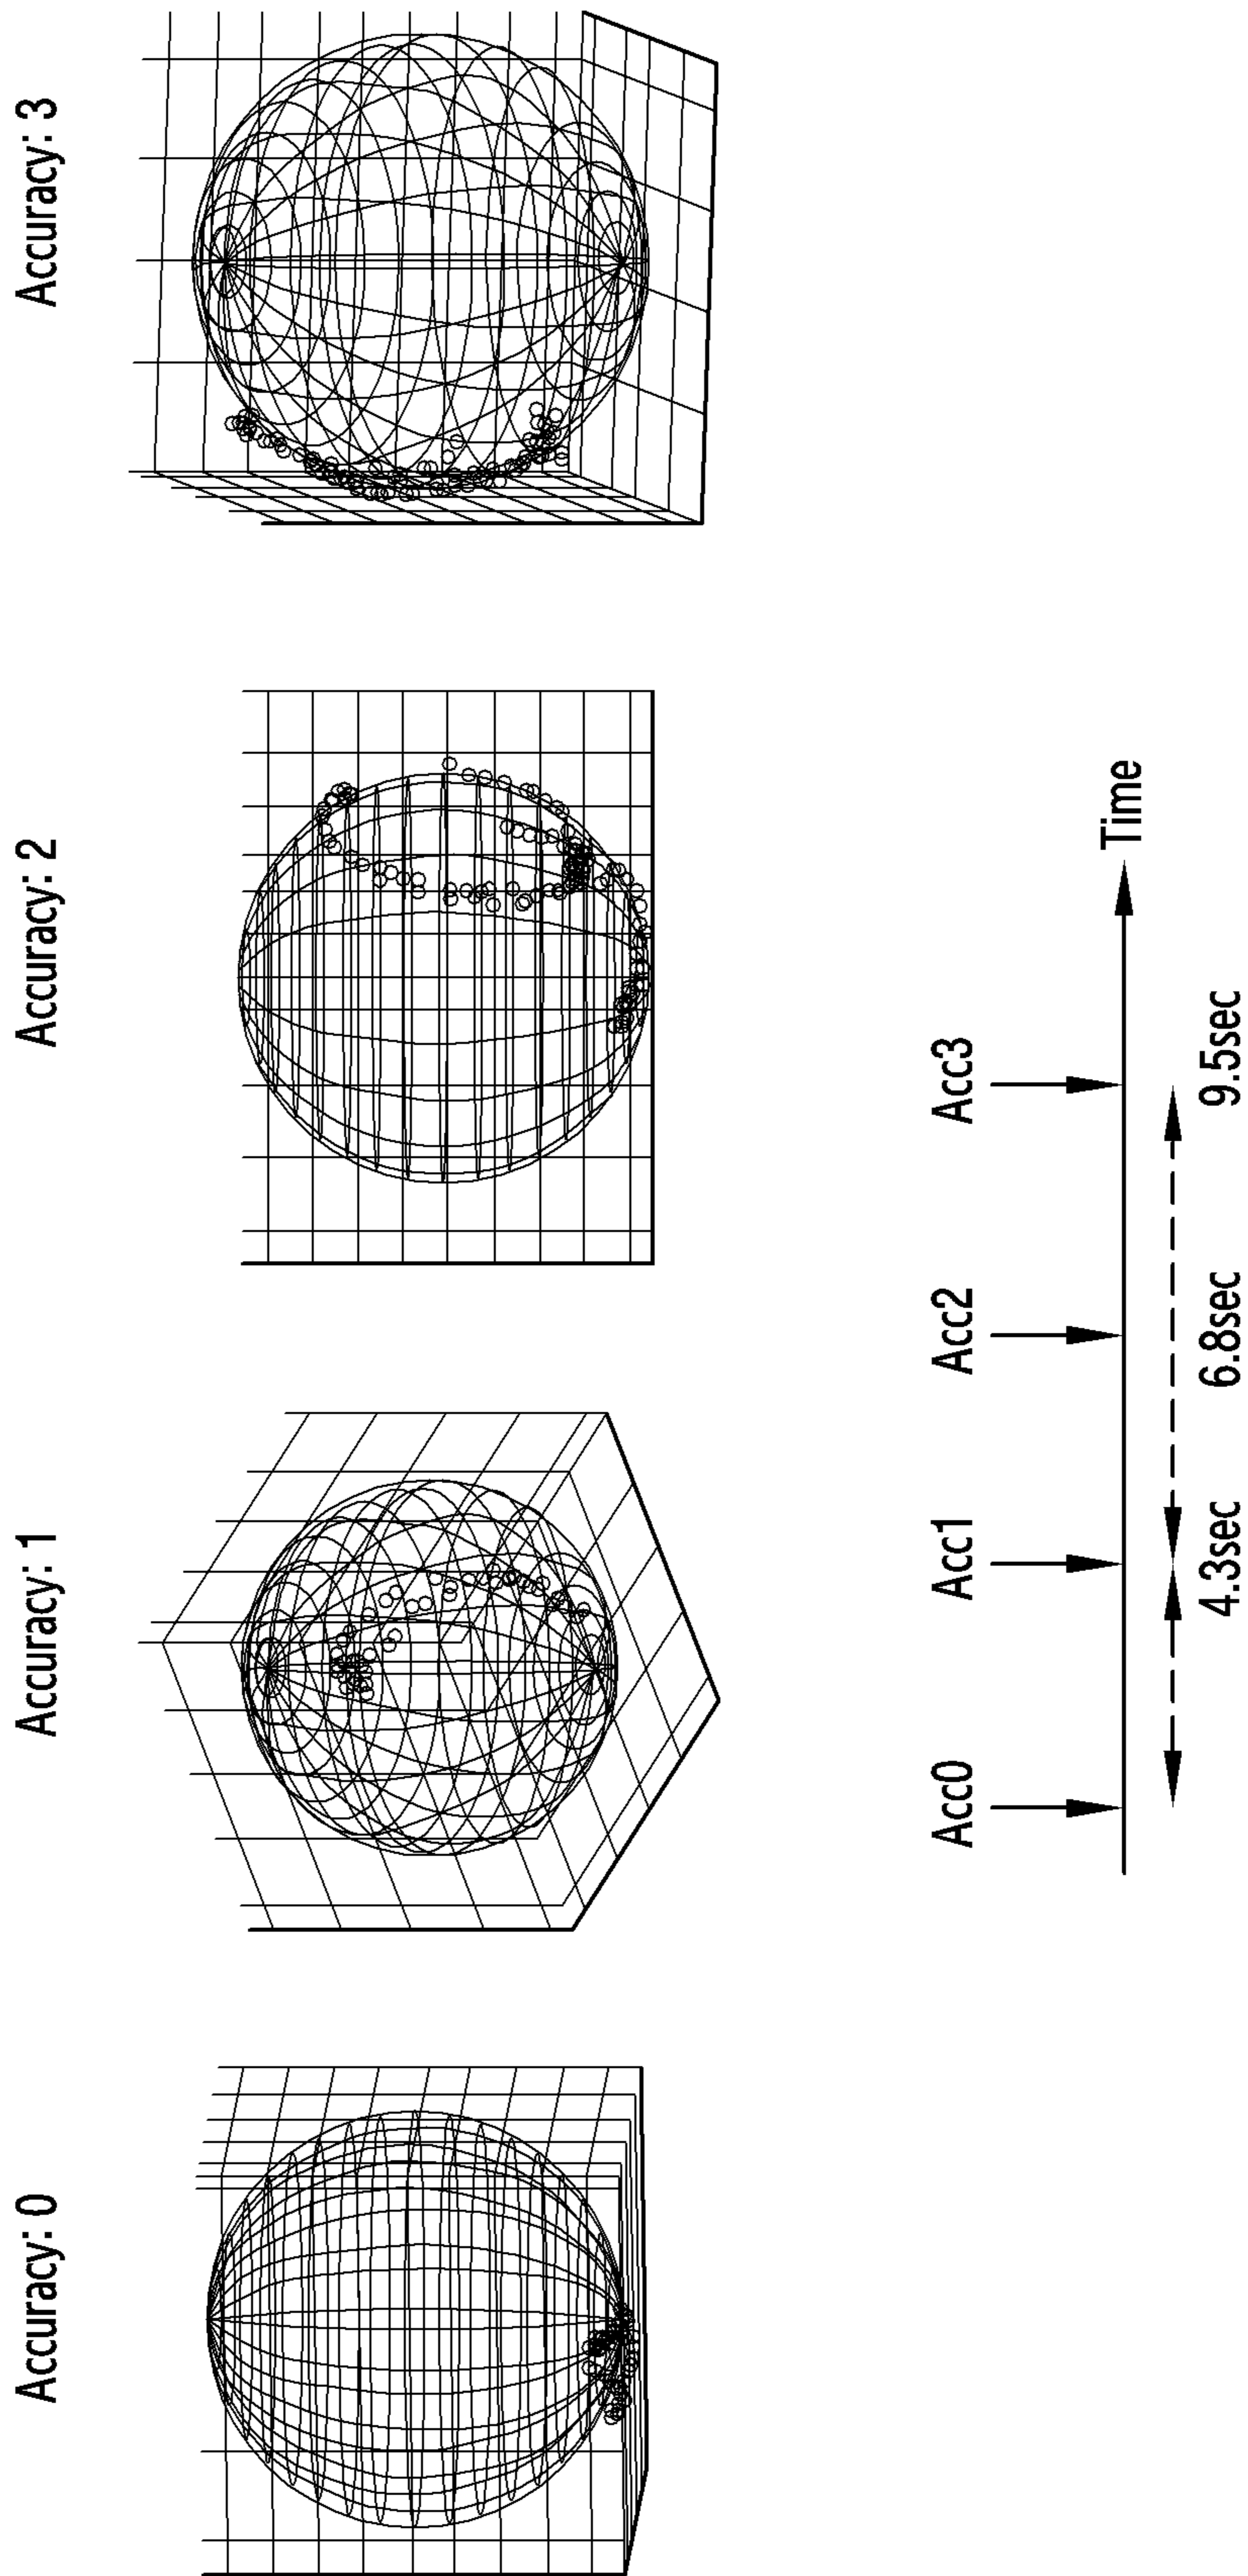 Accuracy: 0
Accuracy: 1
Accuracy: 2
Accuracy: 3
Acc0
Acc1
Acc2
Acc3
Time
4.3sec
6.8sec
9.5sec